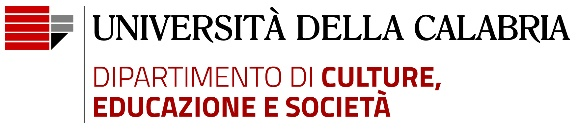 UNIVERSITÀ DELLA CALABRIA
DIPARTIMENTO DI CULTURE,
EDUCAZIONE E SOCIETÀ